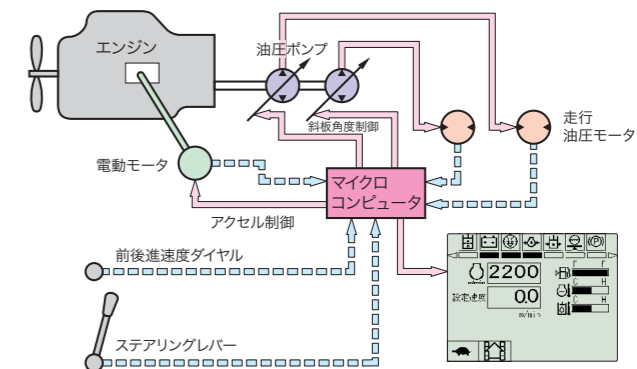 エンジン
油圧ポンプ
斜板角度制御
走行
油圧モータ
電動モータ
マイクロ
コンピュータ
アクセル制御
前後進速度ダイヤル
ステアリングレバー
2200
設定速度
0.0
m/min
E F
C H
C H